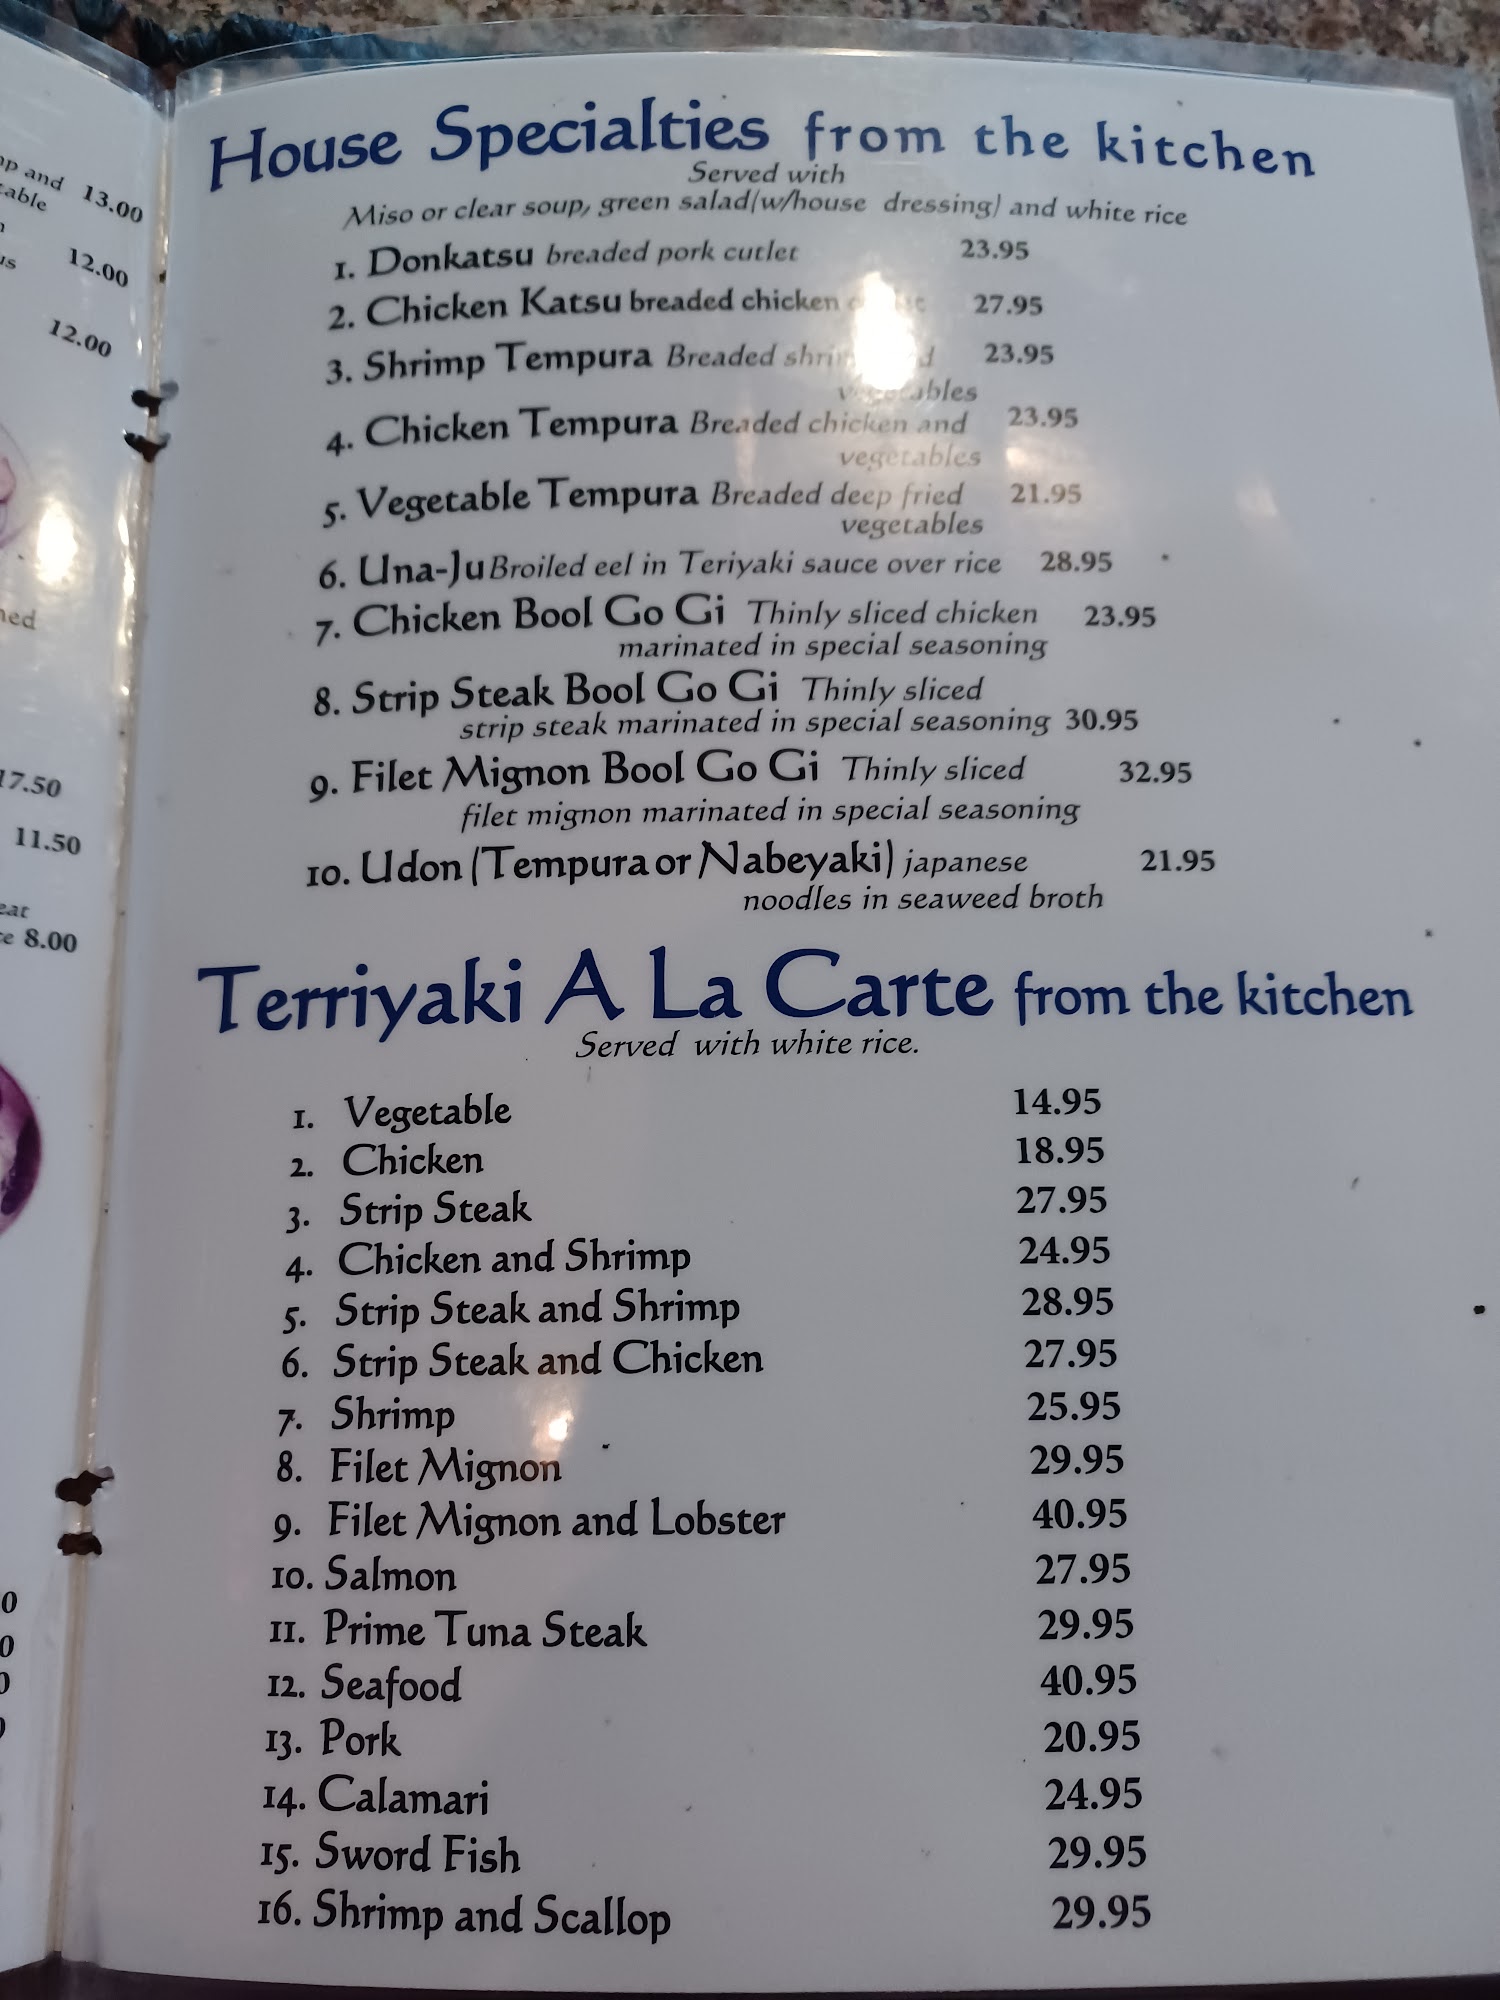 p and 13.00
table
12.00
us
12.00
ned
17.50
11.50
eat
e 8.00
House Specialties from the kitchen
Served with
Miso or clear soup, green salad(w/house dressing) and white rice
1. Donkatsu breaded pork cutlet 23.95
2. Chicken Katsu breaded chicken 27.95
3. Shrimp Tempura Breaded 23.95
vegetables
4. Chicken Tempura Breaded chicken and 23.95
vegetables
5. Vegetable Tempura Breaded deep fried 21.95
vegetables
6. Una-Ju Broiled eel in Teriyaki sauce over rice 28.95
7. Chicken Bool Go Gi Thinly sliced chicken 23.95
marinated in special seasoning
8. Strip Steak Bool Go Gi Thinly sliced
strip steak marinated in special seasoning 30.95
9. Filet Mignon Bool Go Gi Thinly sliced 32.95
filet mignon marinated in special seasoning
10. Udon (Tempura or Nabeyaki) japanese 21.95
noodles in seaweed broth
Terriyaki A La Carte from the kitchen
Served with white rice.
1. Vegetable 14.95
2. Chicken 18.95
3. Strip Steak 27.95
4. Chicken and Shrimp 24.95
5. Strip Steak and Shrimp 28.95
6. Strip Steak and Chicken 27.95
7. Shrimp 25.95
8. Filet Mignon 29.95
9. Filet Mignon and Lobster 40.95
10. Salmon 27.95
11. Prime Tuna Steak 29.95
12. Seafood 40.95
13. Pork 20.95
14. Calamari 24.95
15. Sword Fish 29.95
16. Shrimp and Scallop 29.95